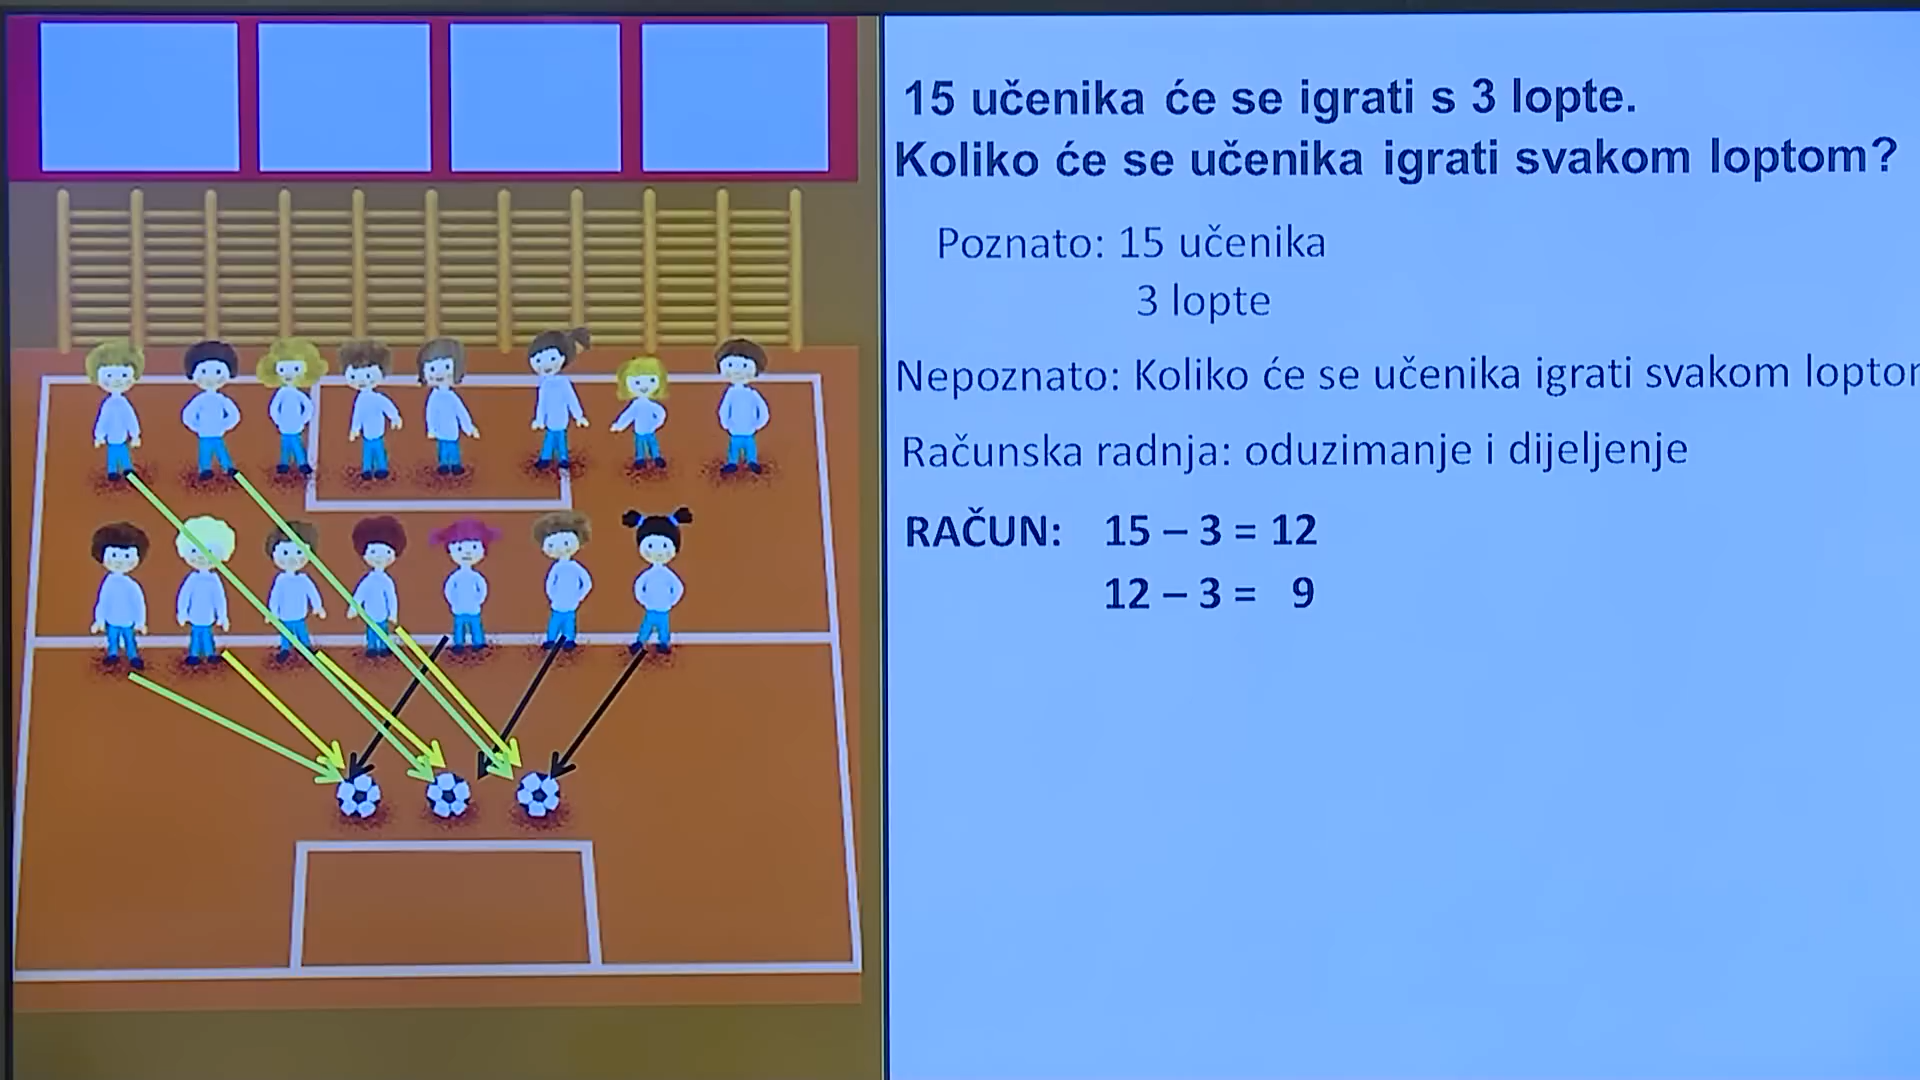 15 učenika će se igrati s 3 lopte.
Koliko će se učenika igrati svakom loptom?
Poznato: 15 učenika
3 lopte
Nepoznato: Koliko će se učenika igrati svakom loptom
Računska radnja: oduzimanje i dijeljenje
RAČUN: 15 – 3 = 12
12 – 3 = 9